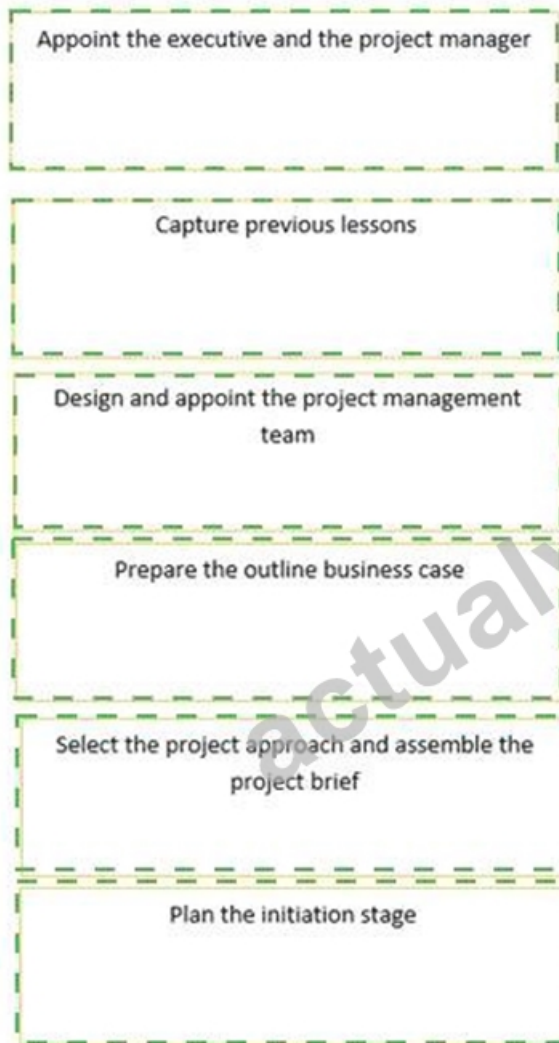 Appoint the executive and the project manager
Capture previous lessons
Design and appoint the project management
team
Prepare the outline business case
Select the project approach and assemble the
project brief
Plan the initiation stage